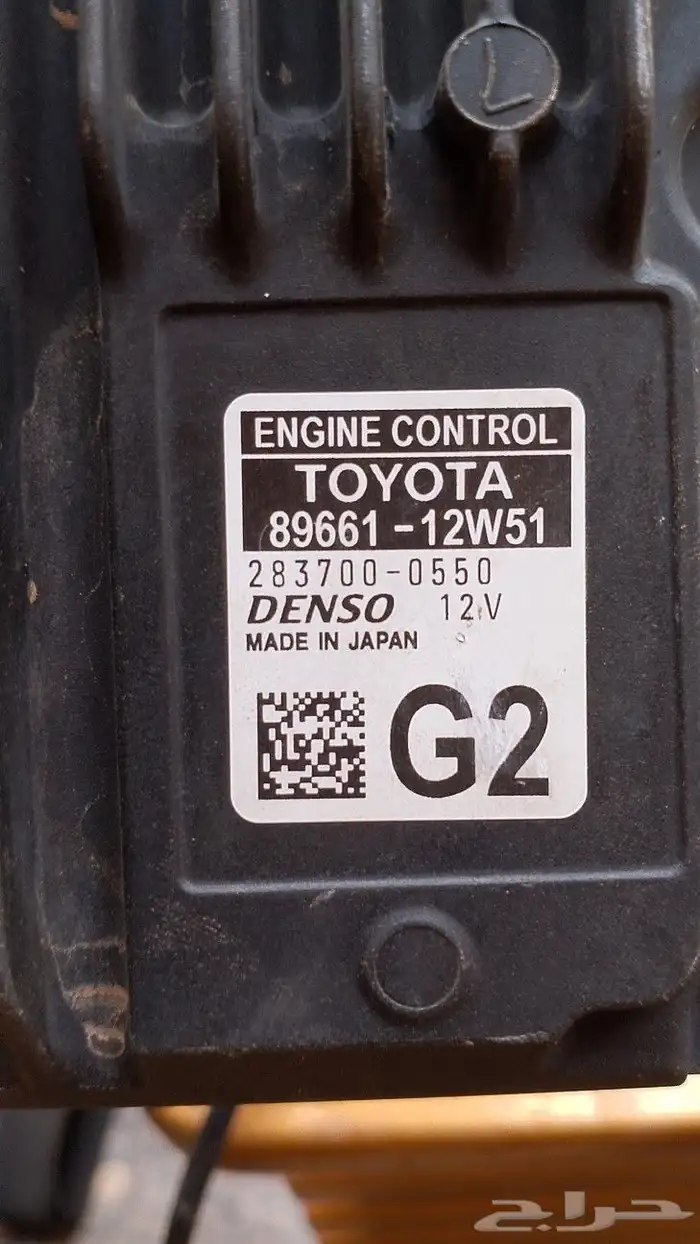 L
ENGINE CONTROL
TOYOTA
89661-12W51
283700-0550
DENSO 12V
MADE IN JAPAN
G2
حراج